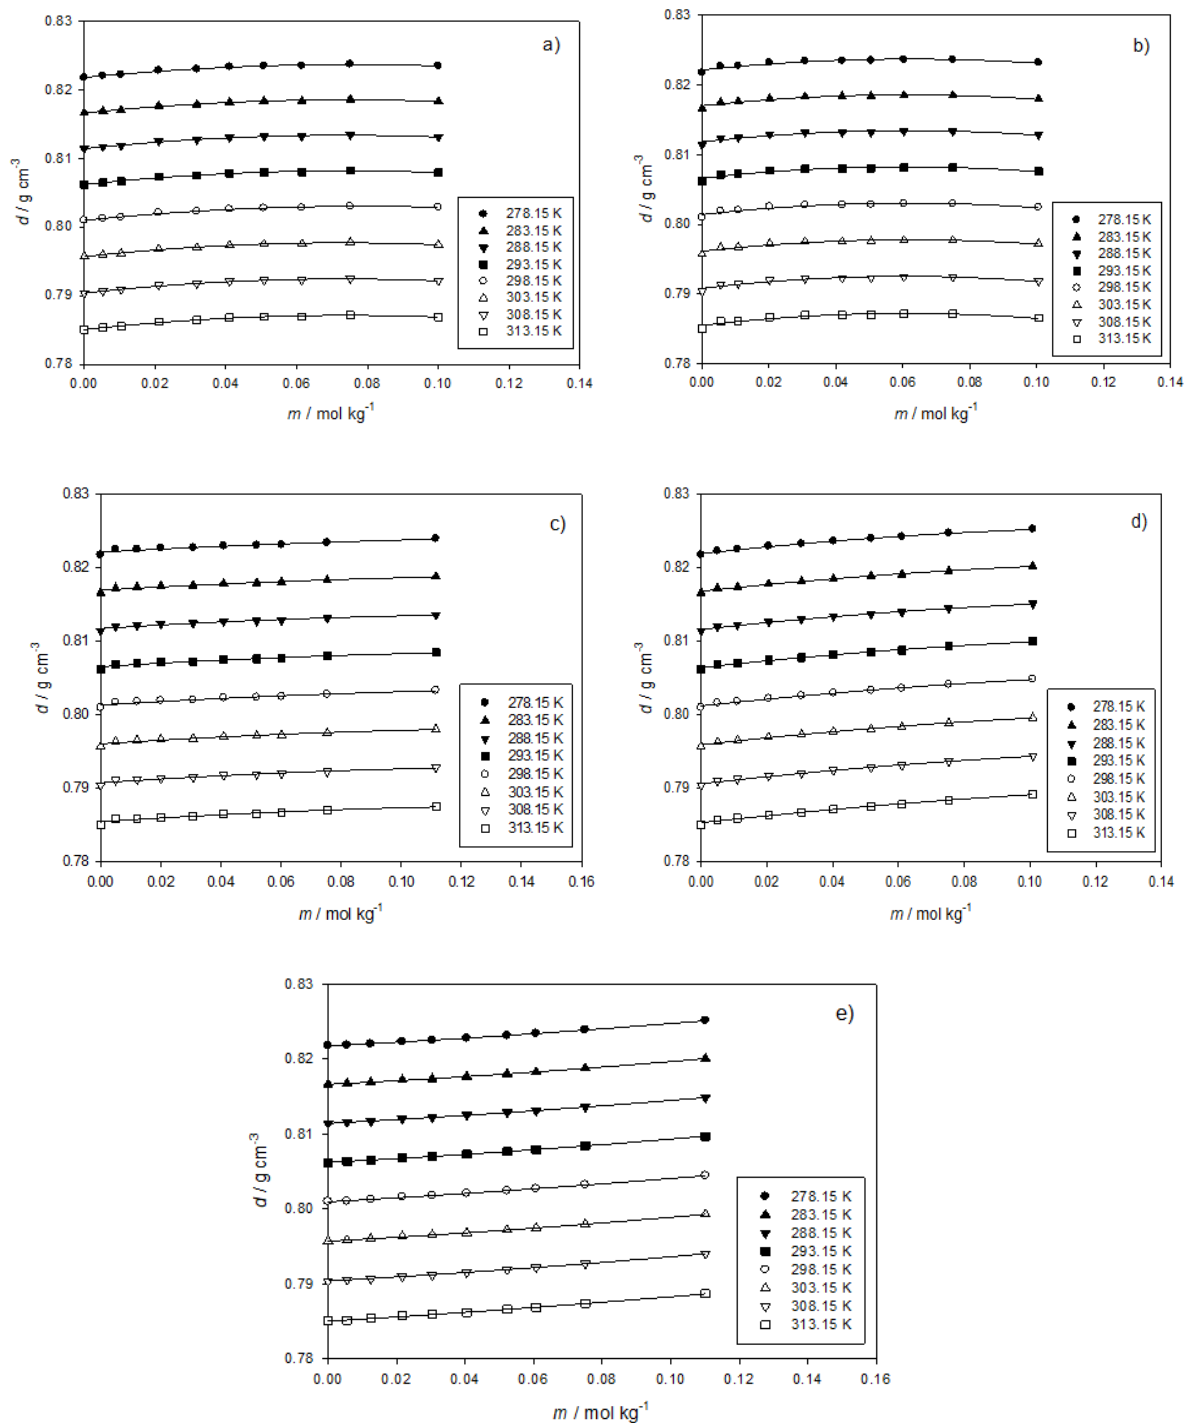 a)
0.83
0.82
0.81
0.80
0.79
0.78
d / g cm-3
278.15 K
283.15 K
288.15 K
293.15 K
298.15 K
303.15 K
308.15 K
313.15 K
0.00 0.02 0.04 0.06 0.08 0.10 0.12 0.14
m / mol kg-1
b)
0.83
0.82
0.81
0.80
0.79
0.78
d / g cm-3
278.15 K
283.15 K
288.15 K
293.15 K
298.15 K
303.15 K
308.15 K
313.15 K
0.00 0.02 0.04 0.06 0.08 0.10 0.12 0.14
m / mol kg-1
c)
0.83
0.82
0.81
0.80
0.79
0.78
d / g cm-3
278.15 K
283.15 K
288.15 K
293.15 K
298.15 K
303.15 K
308.15 K
313.15 K
0.00 0.02 0.04 0.06 0.08 0.10 0.12 0.14 0.16
m / mol kg-1
d)
0.83
0.82
0.81
0.80
0.79
0.78
d / g cm-3
278.15 K
283.15 K
288.15 K
293.15 K
298.15 K
303.15 K
308.15 K
313.15 K
0.00 0.02 0.04 0.06 0.08 0.10 0.12 0.14
m / mol kg-1
e)
0.83
0.82
0.81
0.80
0.79
0.78
d / g cm-3
278.15 K
283.15 K
288.15 K
293.15 K
298.15 K
303.15 K
308.15 K
313.15 K
0.00 0.02 0.04 0.06 0.08 0.10 0.12 0.14 0.16
m / mol kg-1